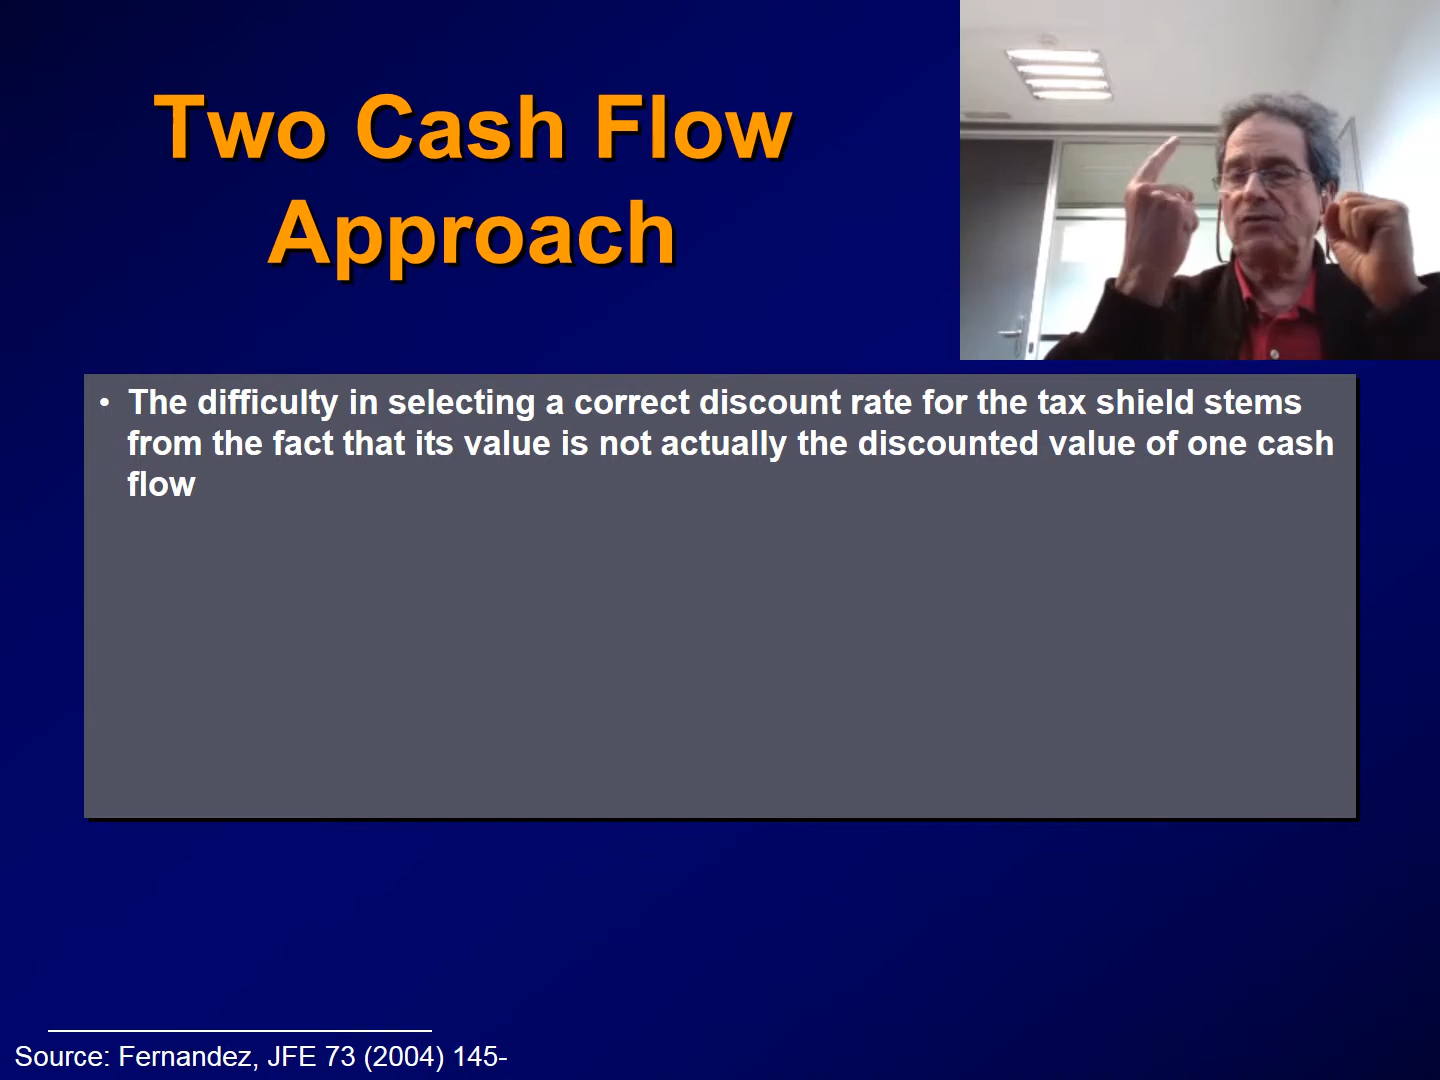 Two Cash Flow
Approach
• The difficulty in selecting a correct discount rate for the tax shield stems
from the fact that its value is not actually the discounted value of one cash
flow
Source: Fernandez, JFE 73 (2004) 145-